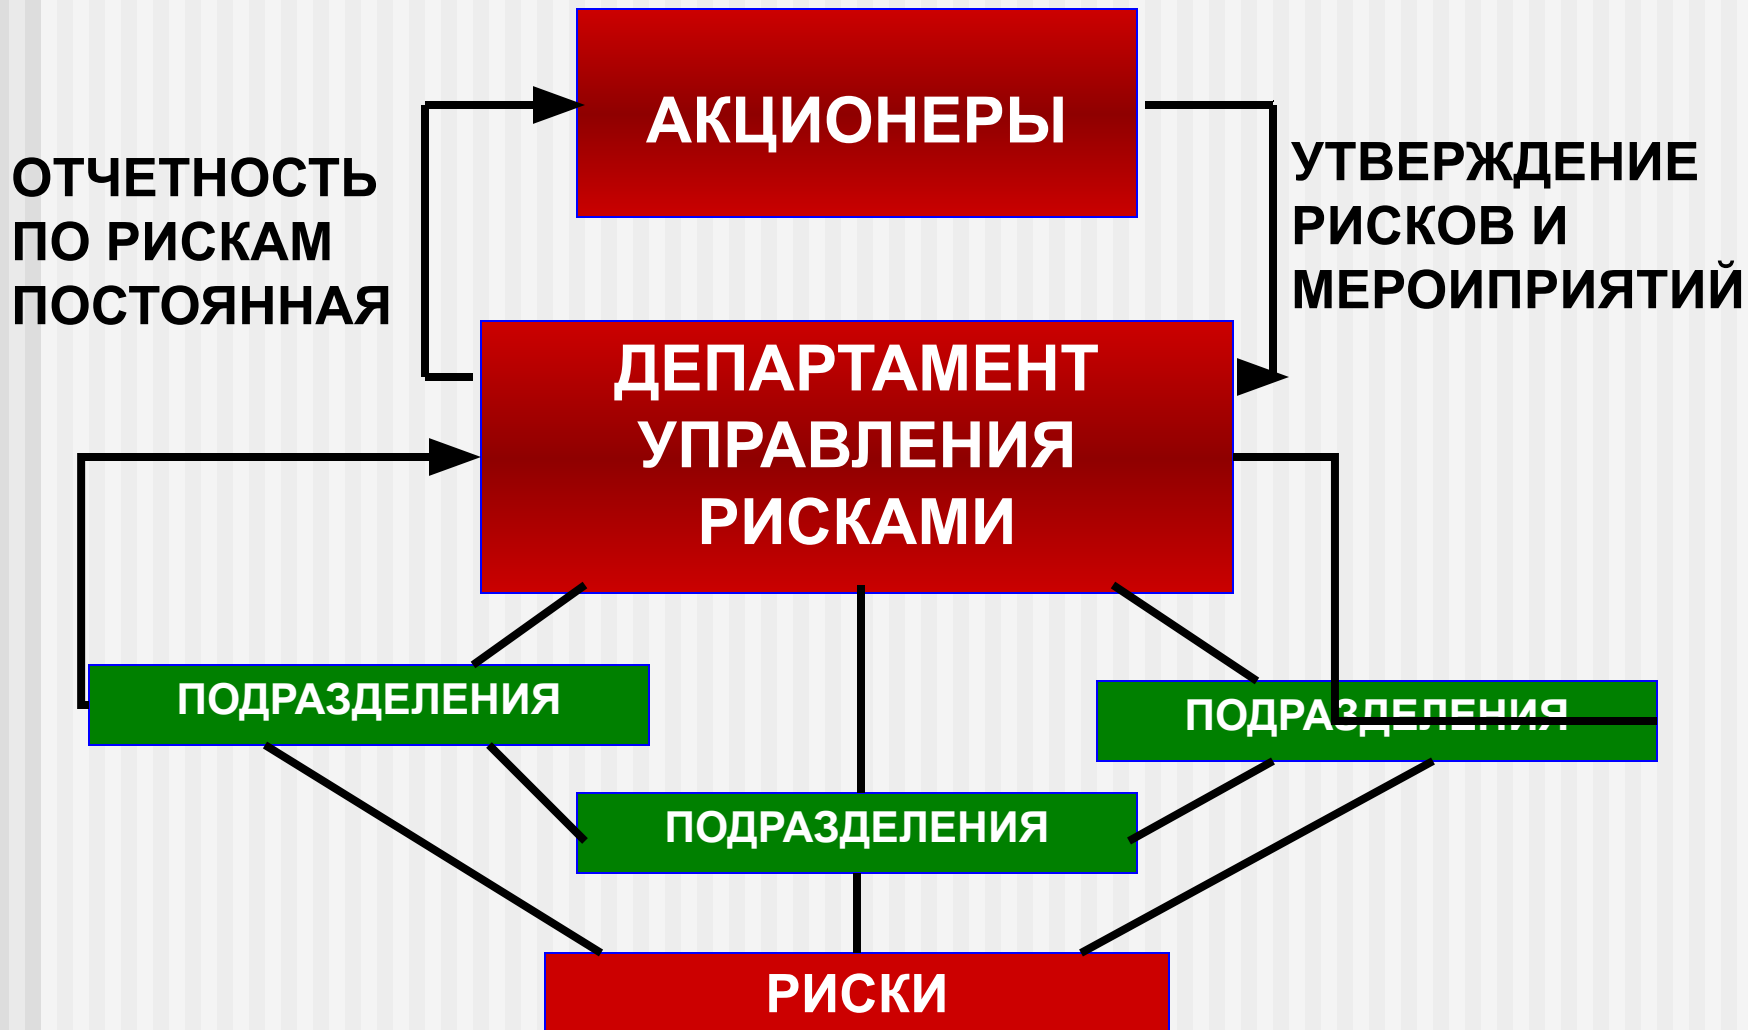 АКЦИОНЕРЫ
ОТЧЕТНОСТЬ
ПО РИСКАМ
ПОСТОЯННАЯ
УТВЕРЖДЕНИЕ
РИСКОВ И
МЕРОИПРИЯТИЙ
ДЕПАРТАМЕНТ
УПРАВЛЕНИЯ
РИСКАМИ
ПОДРАЗДЕЛЕНИЯ
ПОДРАЗДЕЛЕНИЯ
ПОДРАЗДЕЛЕНИЯ
РИСКИ